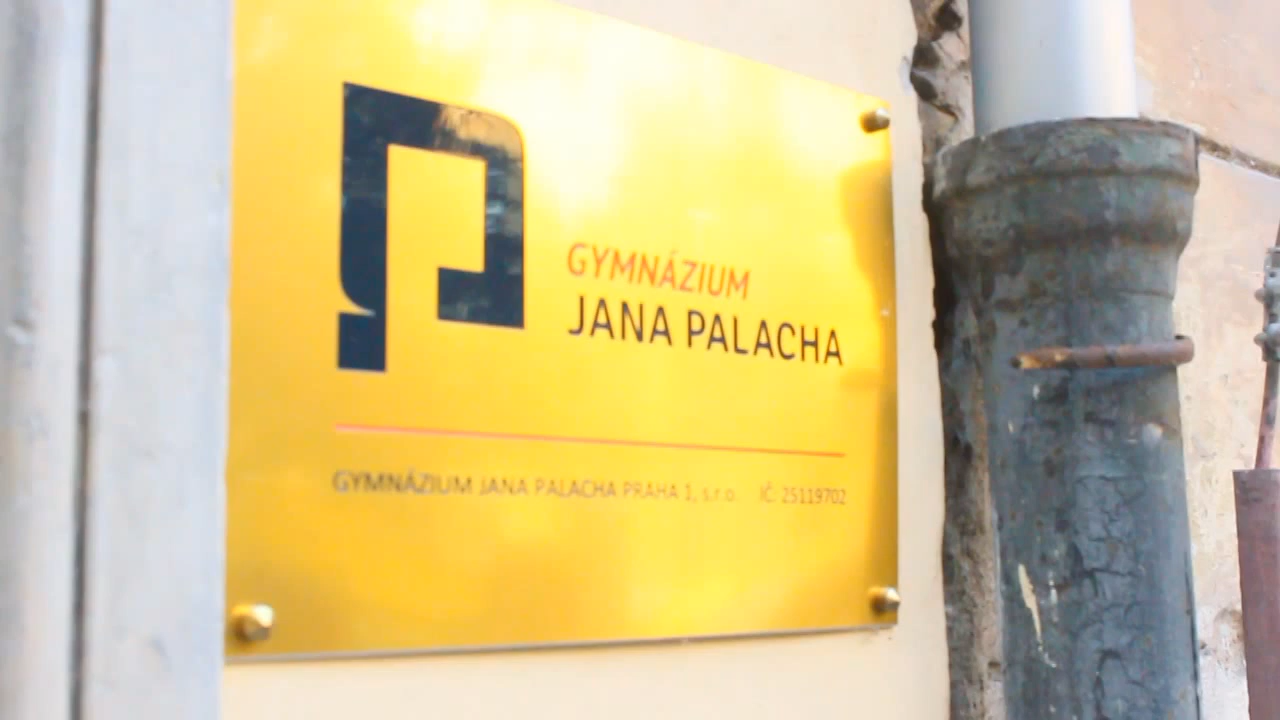 GYMNÁZIUM
JANA PALACHA
GYMNÁZIUM JANA PALACHA PRAHA 1, s.r.o. IČ: 25119702